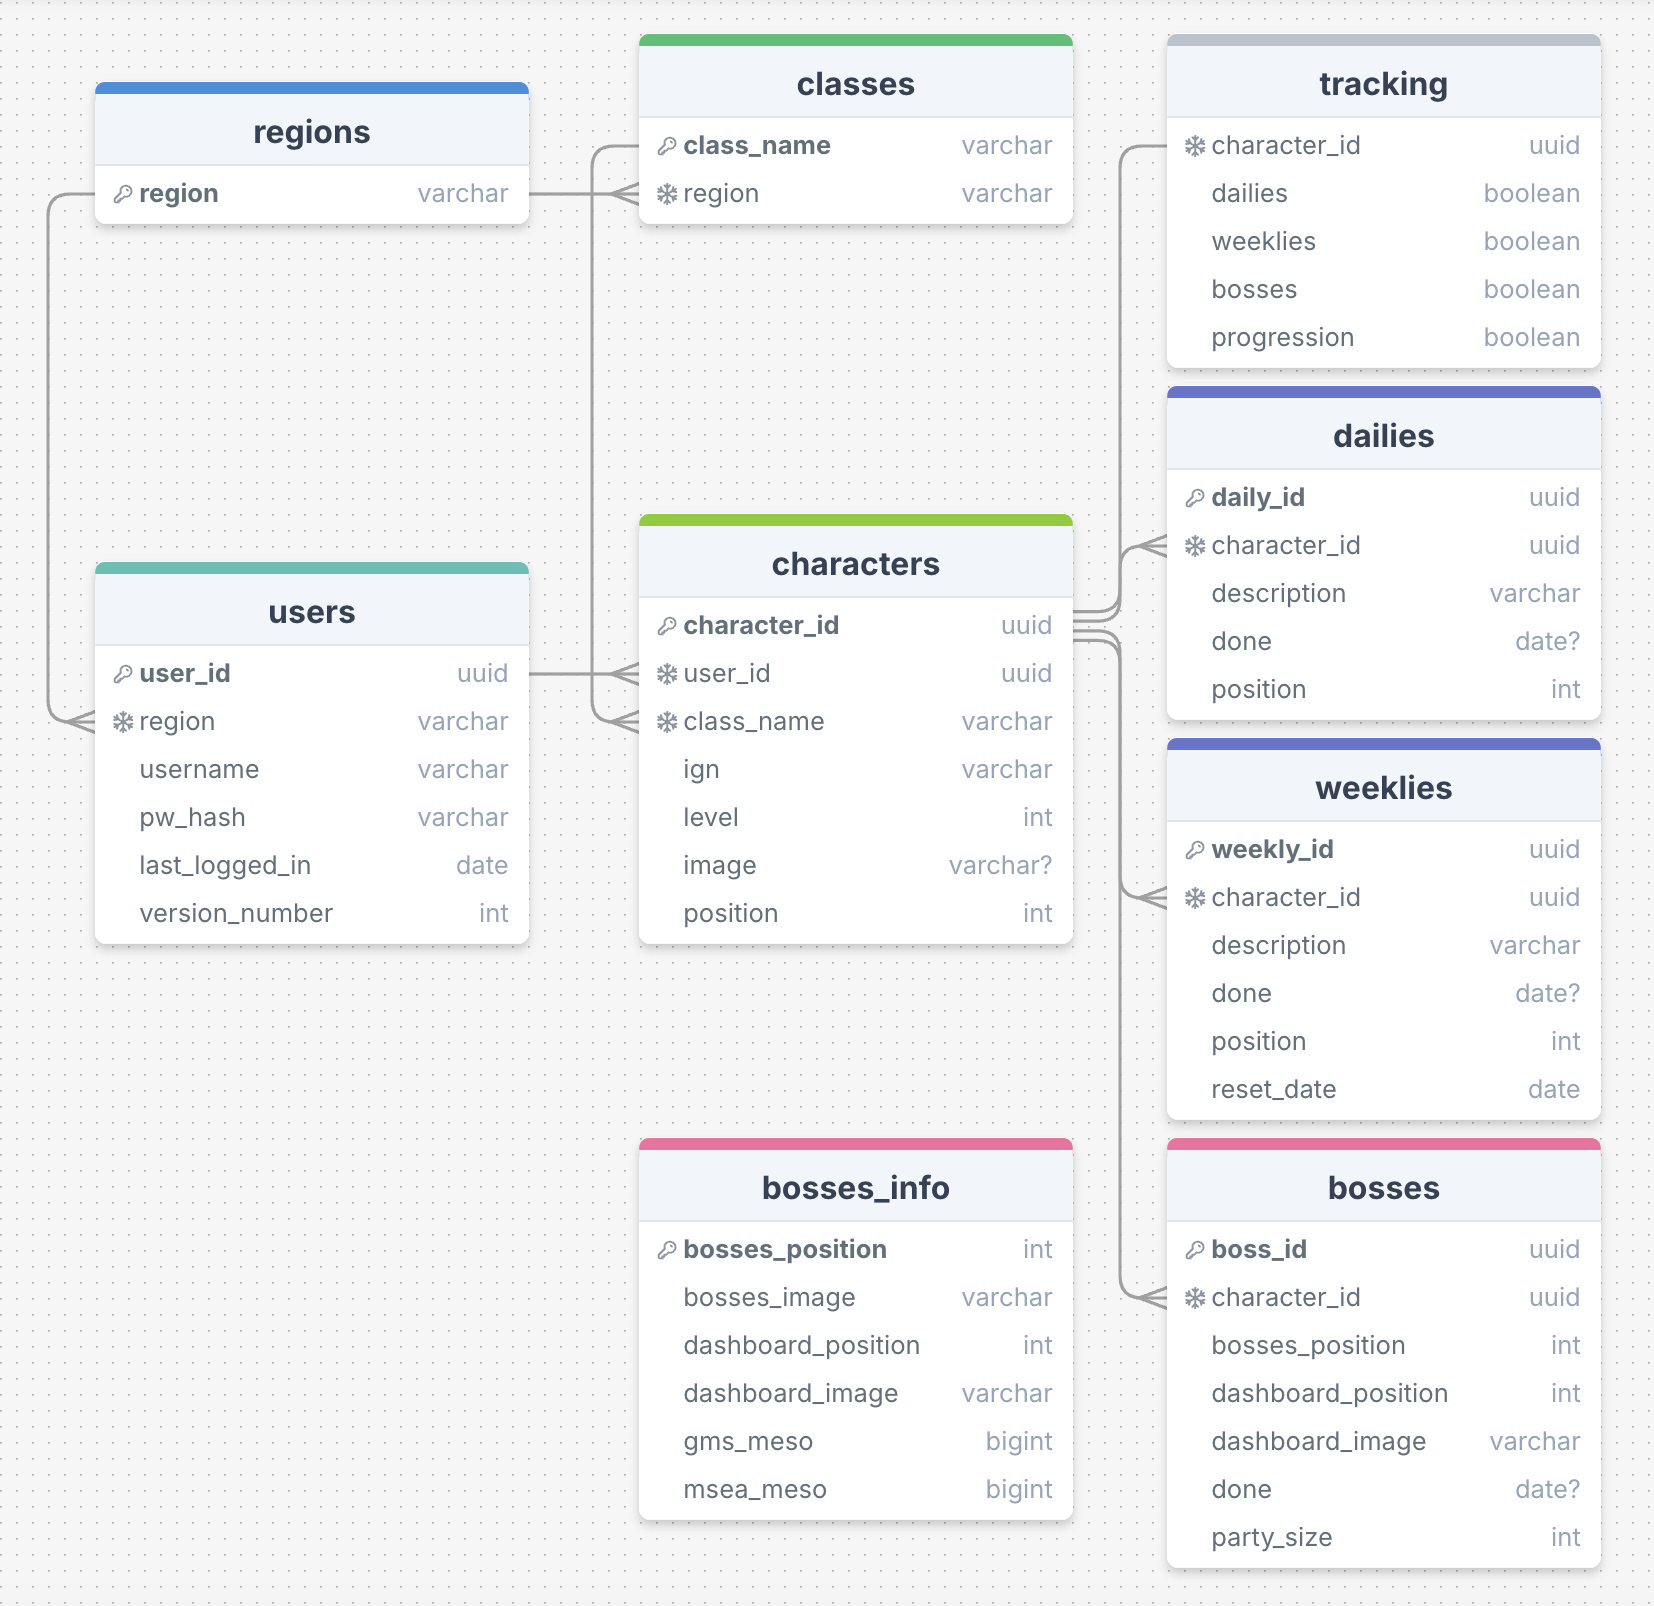 regions
region varchar
classes
class_name varchar
region varchar
tracking
character_id uuid
dailies boolean
weeklies boolean
bosses boolean
progression boolean
users
user_id uuid
region varchar
username varchar
pw_hash varchar
last_logged_in date
version_number int
characters
character_id uuid
user_id uuid
class_name varchar
ign varchar
level int
image varchar?
position int
dailies
daily_id uuid
character_id uuid
description varchar
done date?
position int
weeklies
weekly_id uuid
character_id uuid
description varchar
done date?
position int
reset_date date
bosses_info
bosses_position int
bosses_image varchar
dashboard_position int
dashboard_image varchar
gms_meso bigint
msea_meso bigint
bosses
boss_id uuid
character_id uuid
bosses_position int
dashboard_position int
dashboard_image varchar
done date?
party_size int